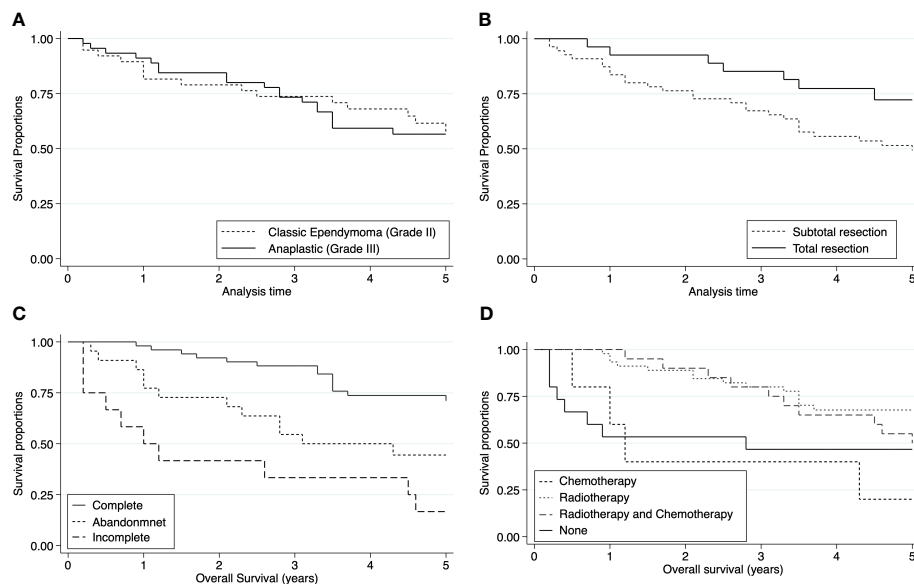 A
1.00
0.75
0.50
0.25
0.00
Survival Proportions
Classic Ependymoma (Grade II)
Anaplastic (Grade III)
0 1 2 3 4 5
Analysis time
B
1.00
0.75
0.50
0.25
0.00
Survival Proportions
Subtotal resection
Total resection
0 1 2 3 4 5
Analysis time
C
1.00
0.75
0.50
0.25
0.00
Survival proportions
Complete
Abandonmnet
Incomplete
0 1 2 3 4 5
Overall Survival (years)
D
1.00
0.75
0.50
0.25
0.00
Survival proportions
Chemotherapy
Radiotherapy
Radiotherapy and Chemotherapy
None
0 1 2 3 4 5
Overall survival (years)